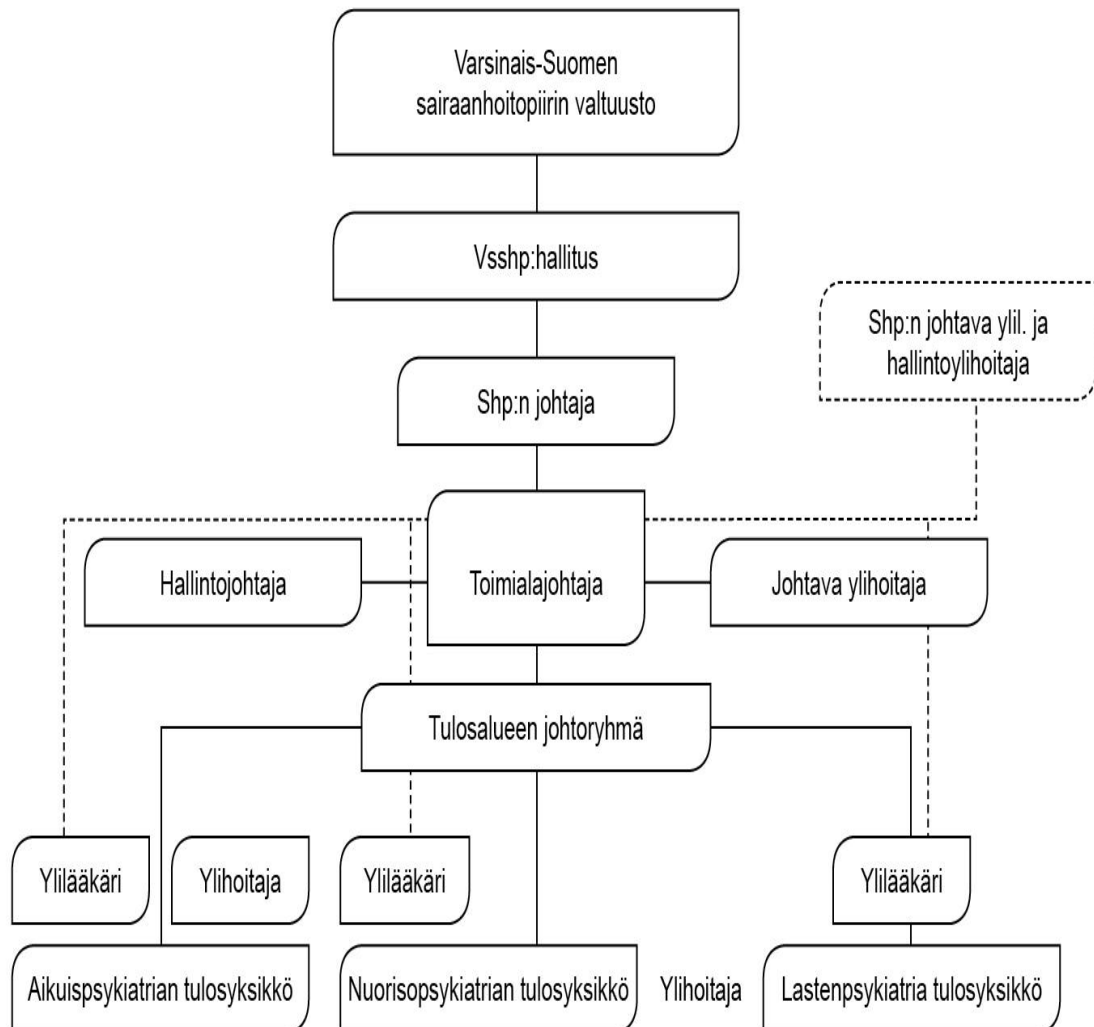 Varsinais-Suomen
sairaanhoitopiirin valtuusto
Vsshp:hallitus
Shp:n johtava ylil. ja
hallintoylihoitaja
Shp:n johtaja
Hallintojohtaja
Toimialajohtaja
Johtava ylihoitaja
Tulosalueen johtoryhmä
Ylilääkäri
Ylihoitaja
Ylilääkäri
Ylilääkäri
Aikuispsykiatrian tulosyksikkö
Nuorisopsykiatrian tulosyksikkö
Ylihoitaja
Lastenpsykiatria tulosyksikkö